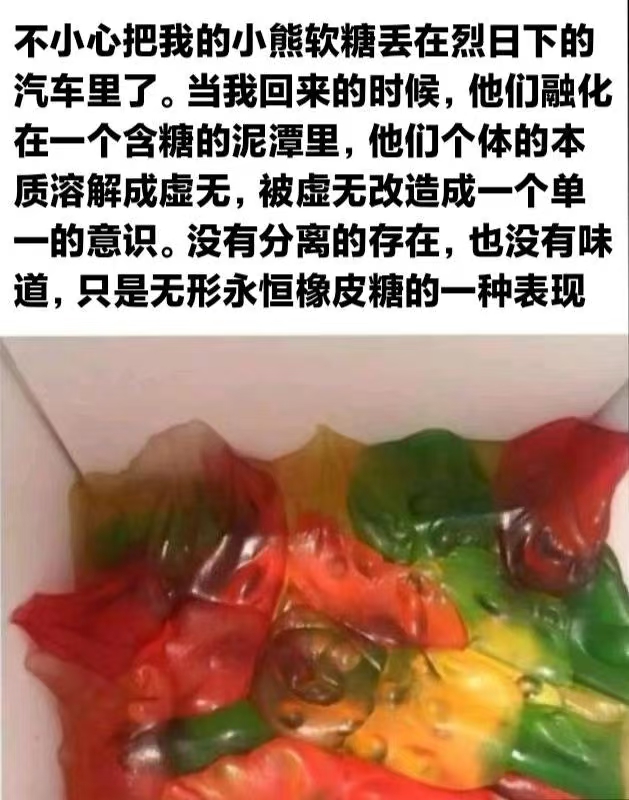 不小心把我的小熊软糖丢在烈日下的
汽车里了。当我回来的时候，他们融化
在一个含糖的泥潭里，他们个体的本
质溶解成虚无，被虚无改造成一个单
一的意识。没有分离的存在，也没有味
道，只是无形永恒橡皮糖的一种表现